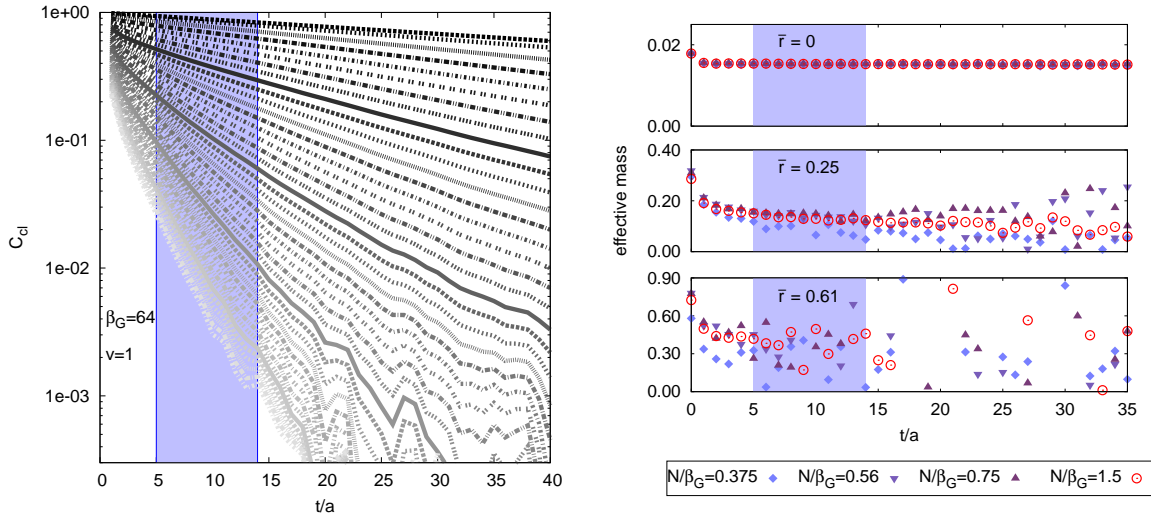 1e+00
1e-01
1e-02
1e-03
C_cl
β_G=64
v=1
0 5 10 15 20 25 30 35 40
t/a
0.02
0.00
r̄ = 0
0.40
0.20
0.00
r̄ = 0.25
0.90
0.60
0.30
0.00
r̄ = 0.61
effective mass
0 5 10 15 20 25 30 35
t/a
N/β_G=0.375 N/β_G=0.56 N/β_G=0.75 N/β_G=1.5